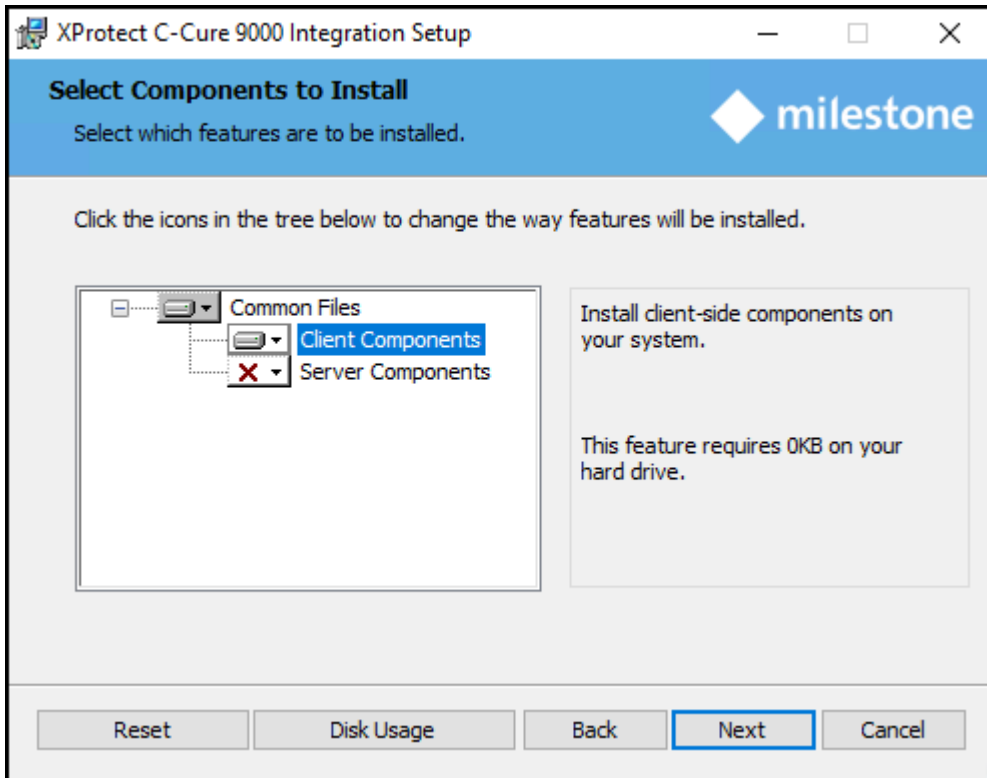 XProtect C-Cure 9000 Integration Setup
Select Components to Install
Select which features are to be installed.
milestone
Click the icons in the tree below to change the way features will be installed.
Common Files
Client Components
Server Components
Install client-side components on
your system.
This feature requires 0KB on your
hard drive.
Reset
Disk Usage
Back
Next
Cancel